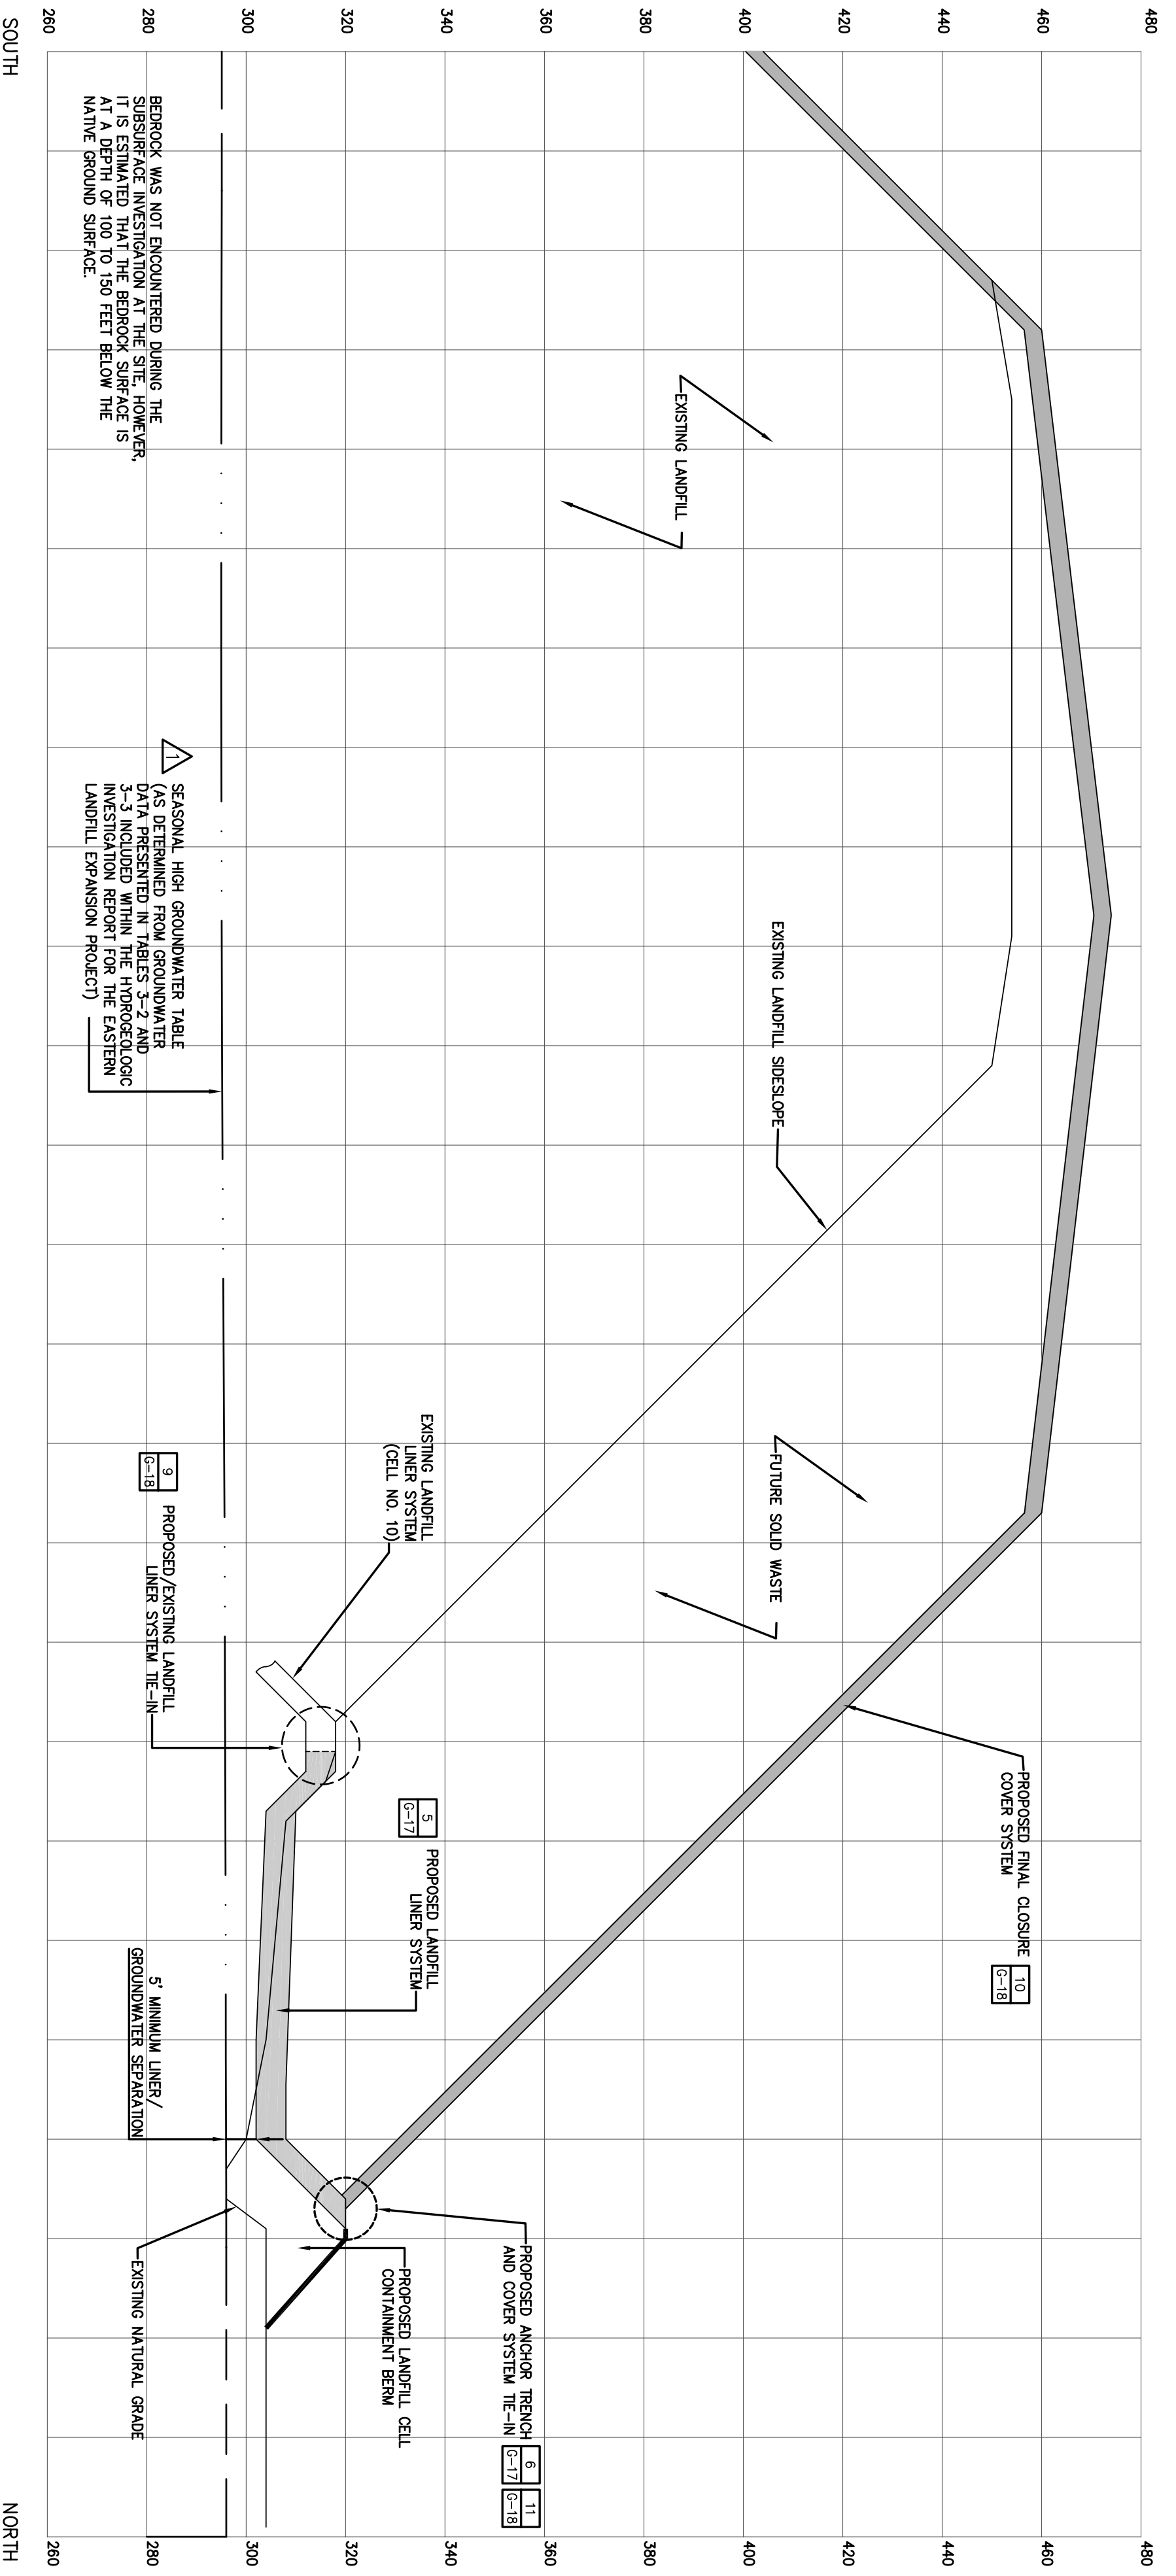 480
460
440
420
400
380
360
340
320
300
280
260
SOUTH
BEDROCK WAS NOT ENCOUNTERED DURING THE
SUBSURFACE INVESTIGATION AT THE SITE, HOWEVER,
IT IS ESTIMATED THAT THE BEDROCK SURFACE IS
AT A DEPTH OF 100 TO 150 FEET BELOW THE
NATIVE GROUND SURFACE.
EXISTING LANDFILL
1
SEASONAL HIGH GROUNDWATER TABLE
(AS DETERMINED FROM GROUNDWATER
DATA PRESENTED IN TABLES 3-2 AND
3-3 INCLUDED WITHIN THE HYDROGEOLOGIC
INVESTIGATION REPORT FOR THE EASTERN
LANDFILL EXPANSION PROJECT)
EXISTING LANDFILL SIDESLOPE
EXISTING LANDFILL
LINER SYSTEM
(CELL NO. 10)
9
G-18
PROPOSED/EXISTING LANDFILL
LINER SYSTEM TIE-IN
FUTURE SOLID WASTE
PROPOSED FINAL CLOSURE
COVER SYSTEM
10
G-18
5
G-17
PROPOSED LANDFILL
LINER SYSTEM
5' MINIMUM LINER/
GROUNDWATER SEPARATION
PROPOSED ANCHOR TRENCH
AND COVER SYSTEM TIE-IN
6
G-17
11
G-18
PROPOSED LANDFILL CELL
CONTAINMENT BERM
EXISTING NATURAL GRADE
480
460
440
420
400
380
360
340
320
300
280
260
NORTH